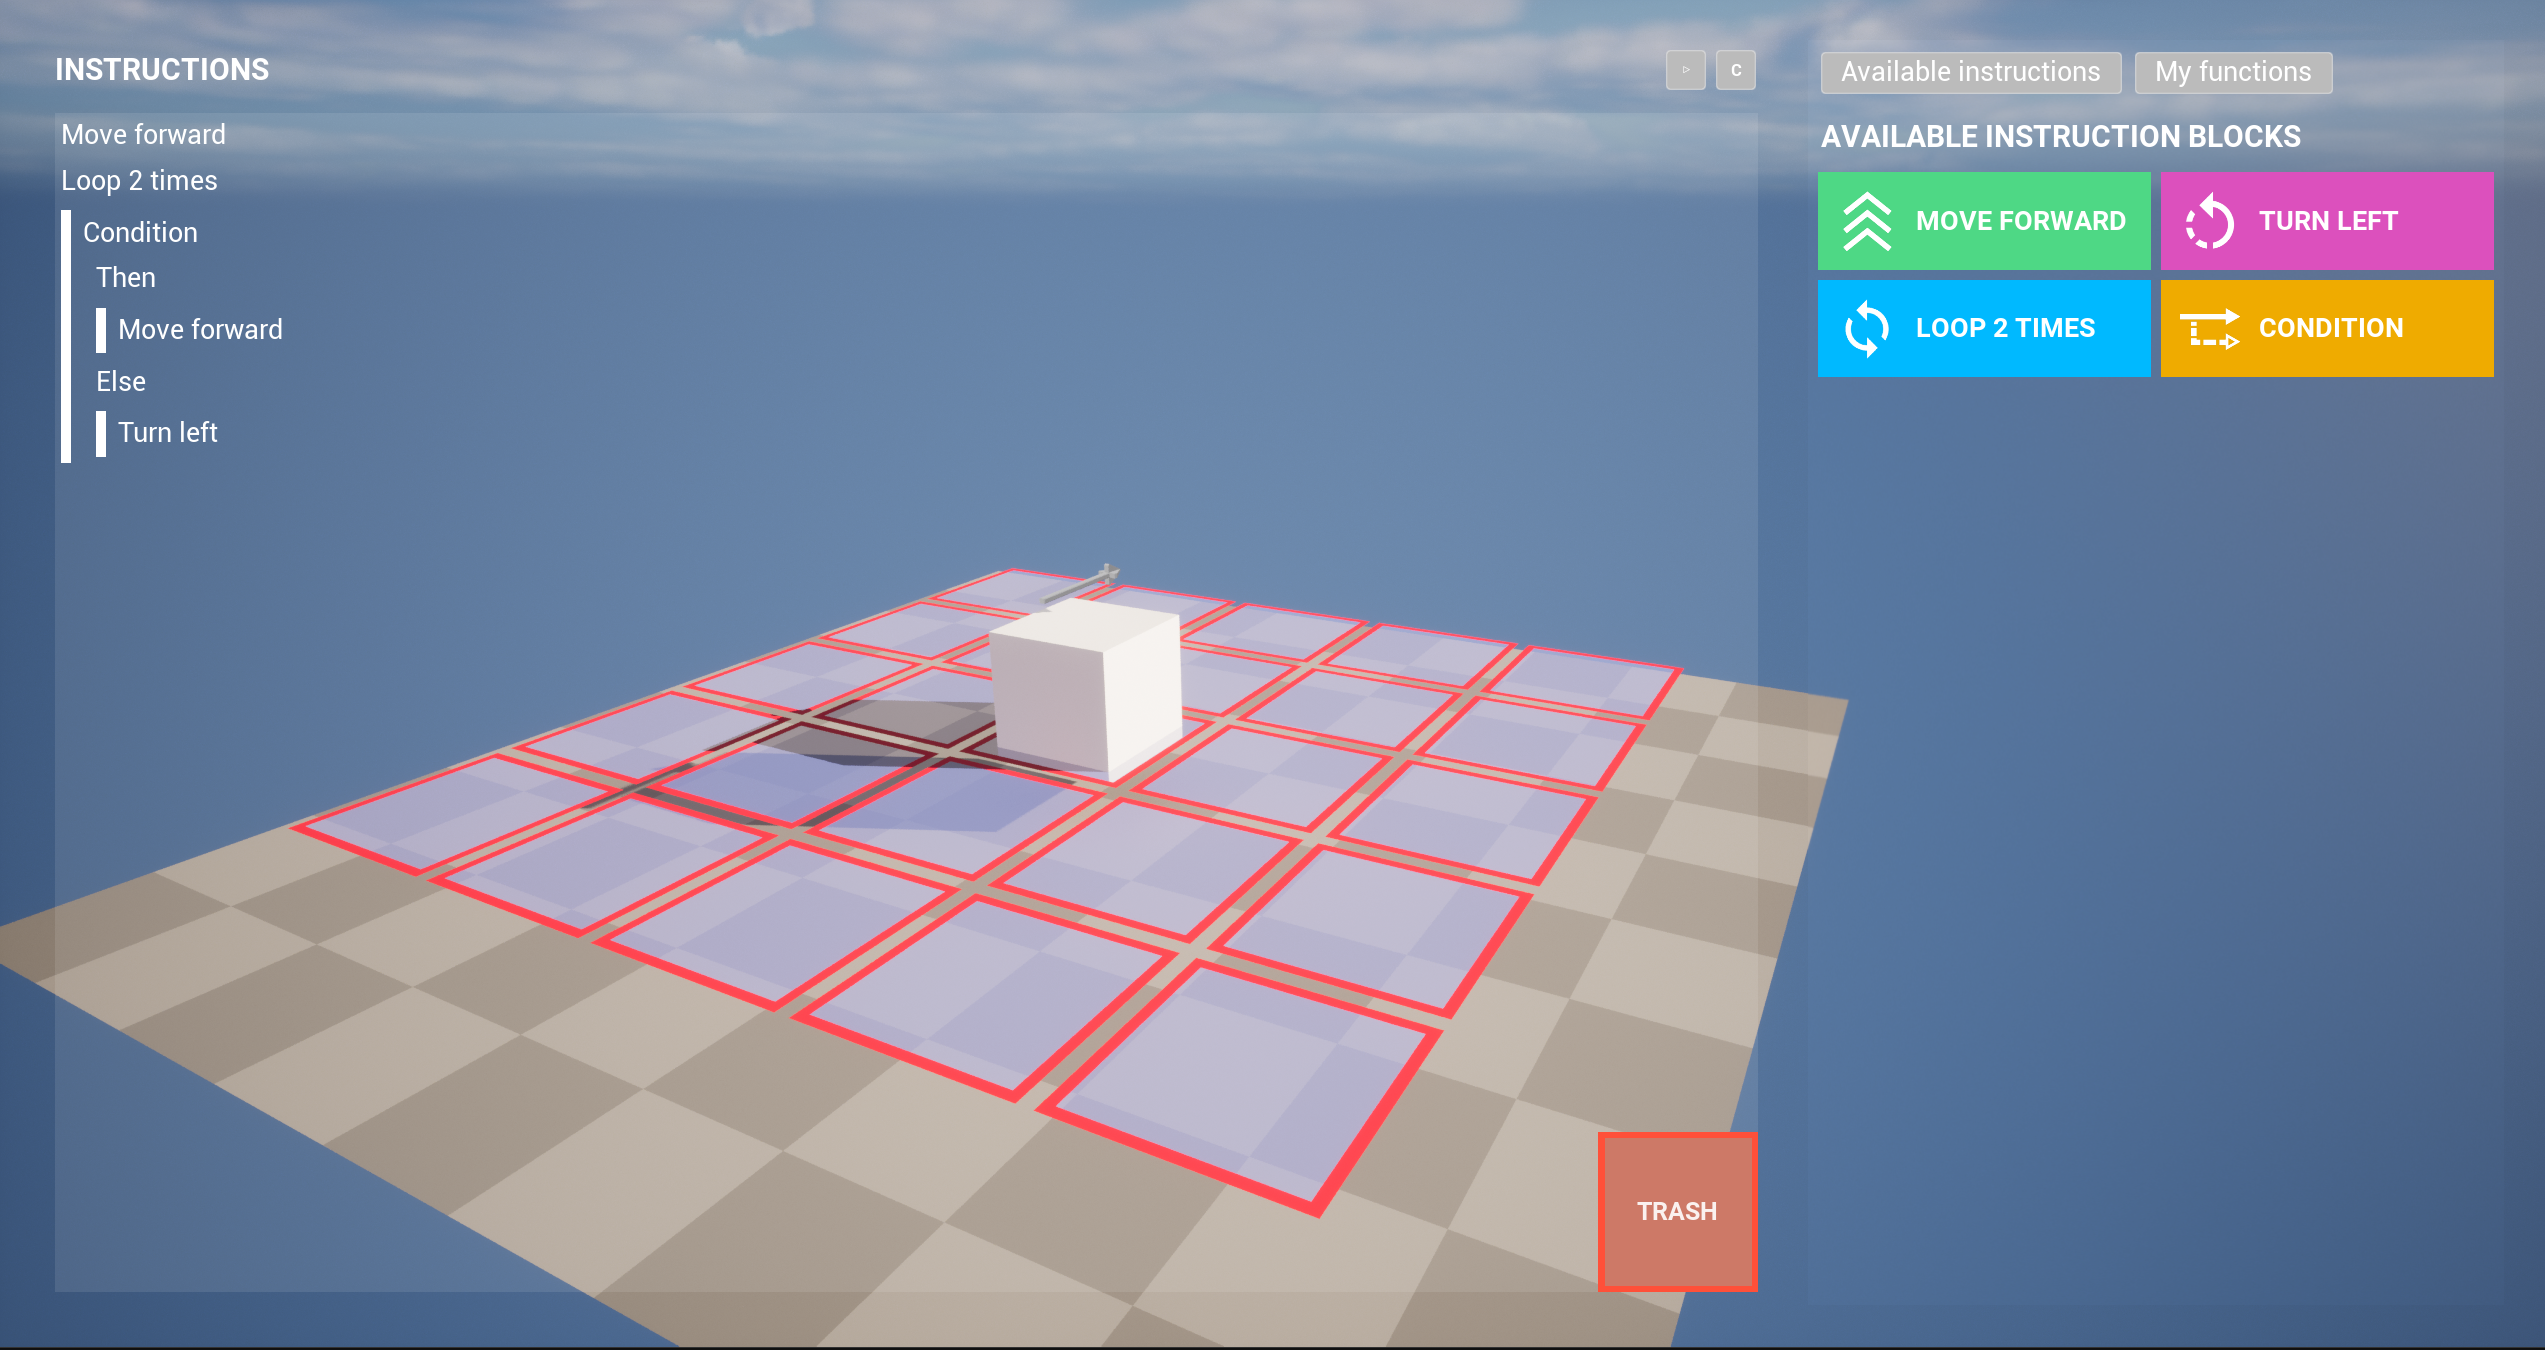 INSTRUCTIONS
C
Available instructions
My functions
Move forward
Loop 2 times
Condition
Then
Move forward
Else
Turn left
AVAILABLE INSTRUCTION BLOCKS
MOVE FORWARD
TURN LEFT
LOOP 2 TIMES
CONDITION
TRASH